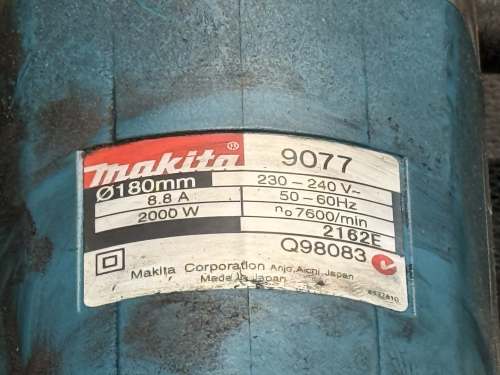 makita® 9077
Ø180mm 230-240 V~
8.8 A 50-60Hz
2000 W no 7600/min
2162E
Q98083
Makita Corporation Anjo, Aichi, Japan
Made in Japan